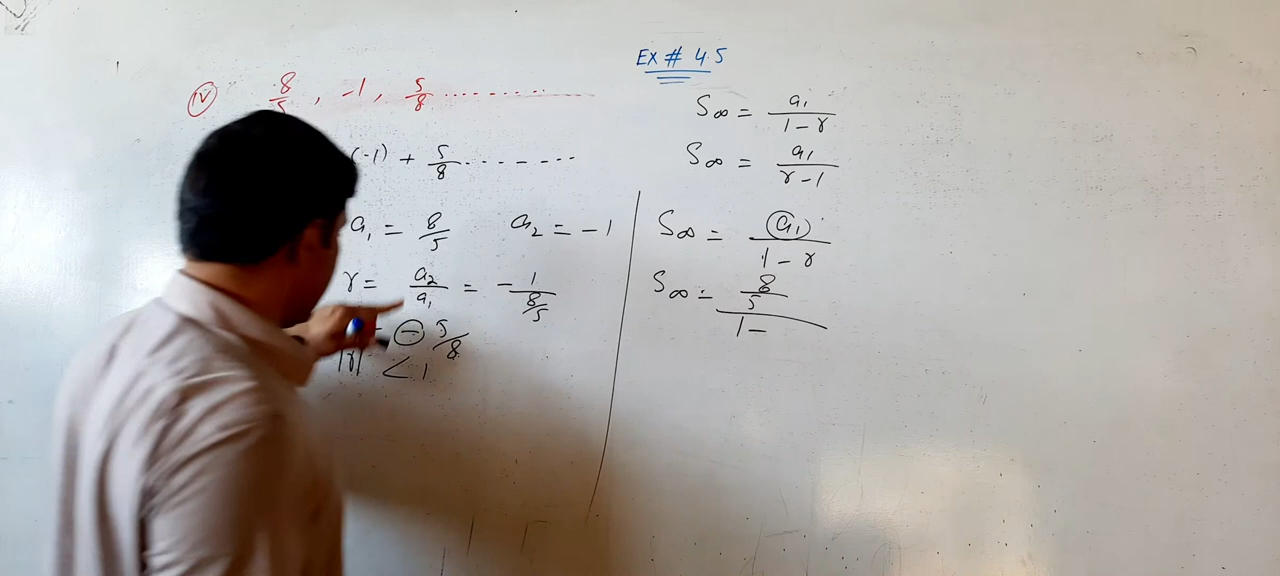 Ex # 4.5
(iv) 8/5 , -1 , 5/8 ..........
(-1) + 5/8 .......
a₁ = 8/5 a₂ = -1
r = a₂/a₁ = -1/(8/5)
- 5/8
|r| < 1
S∞ = a₁/(1-r)
S∞ = a₁/(r-1)
S∞ = a₁/(1-r)
S∞ = (8/5)/(1-